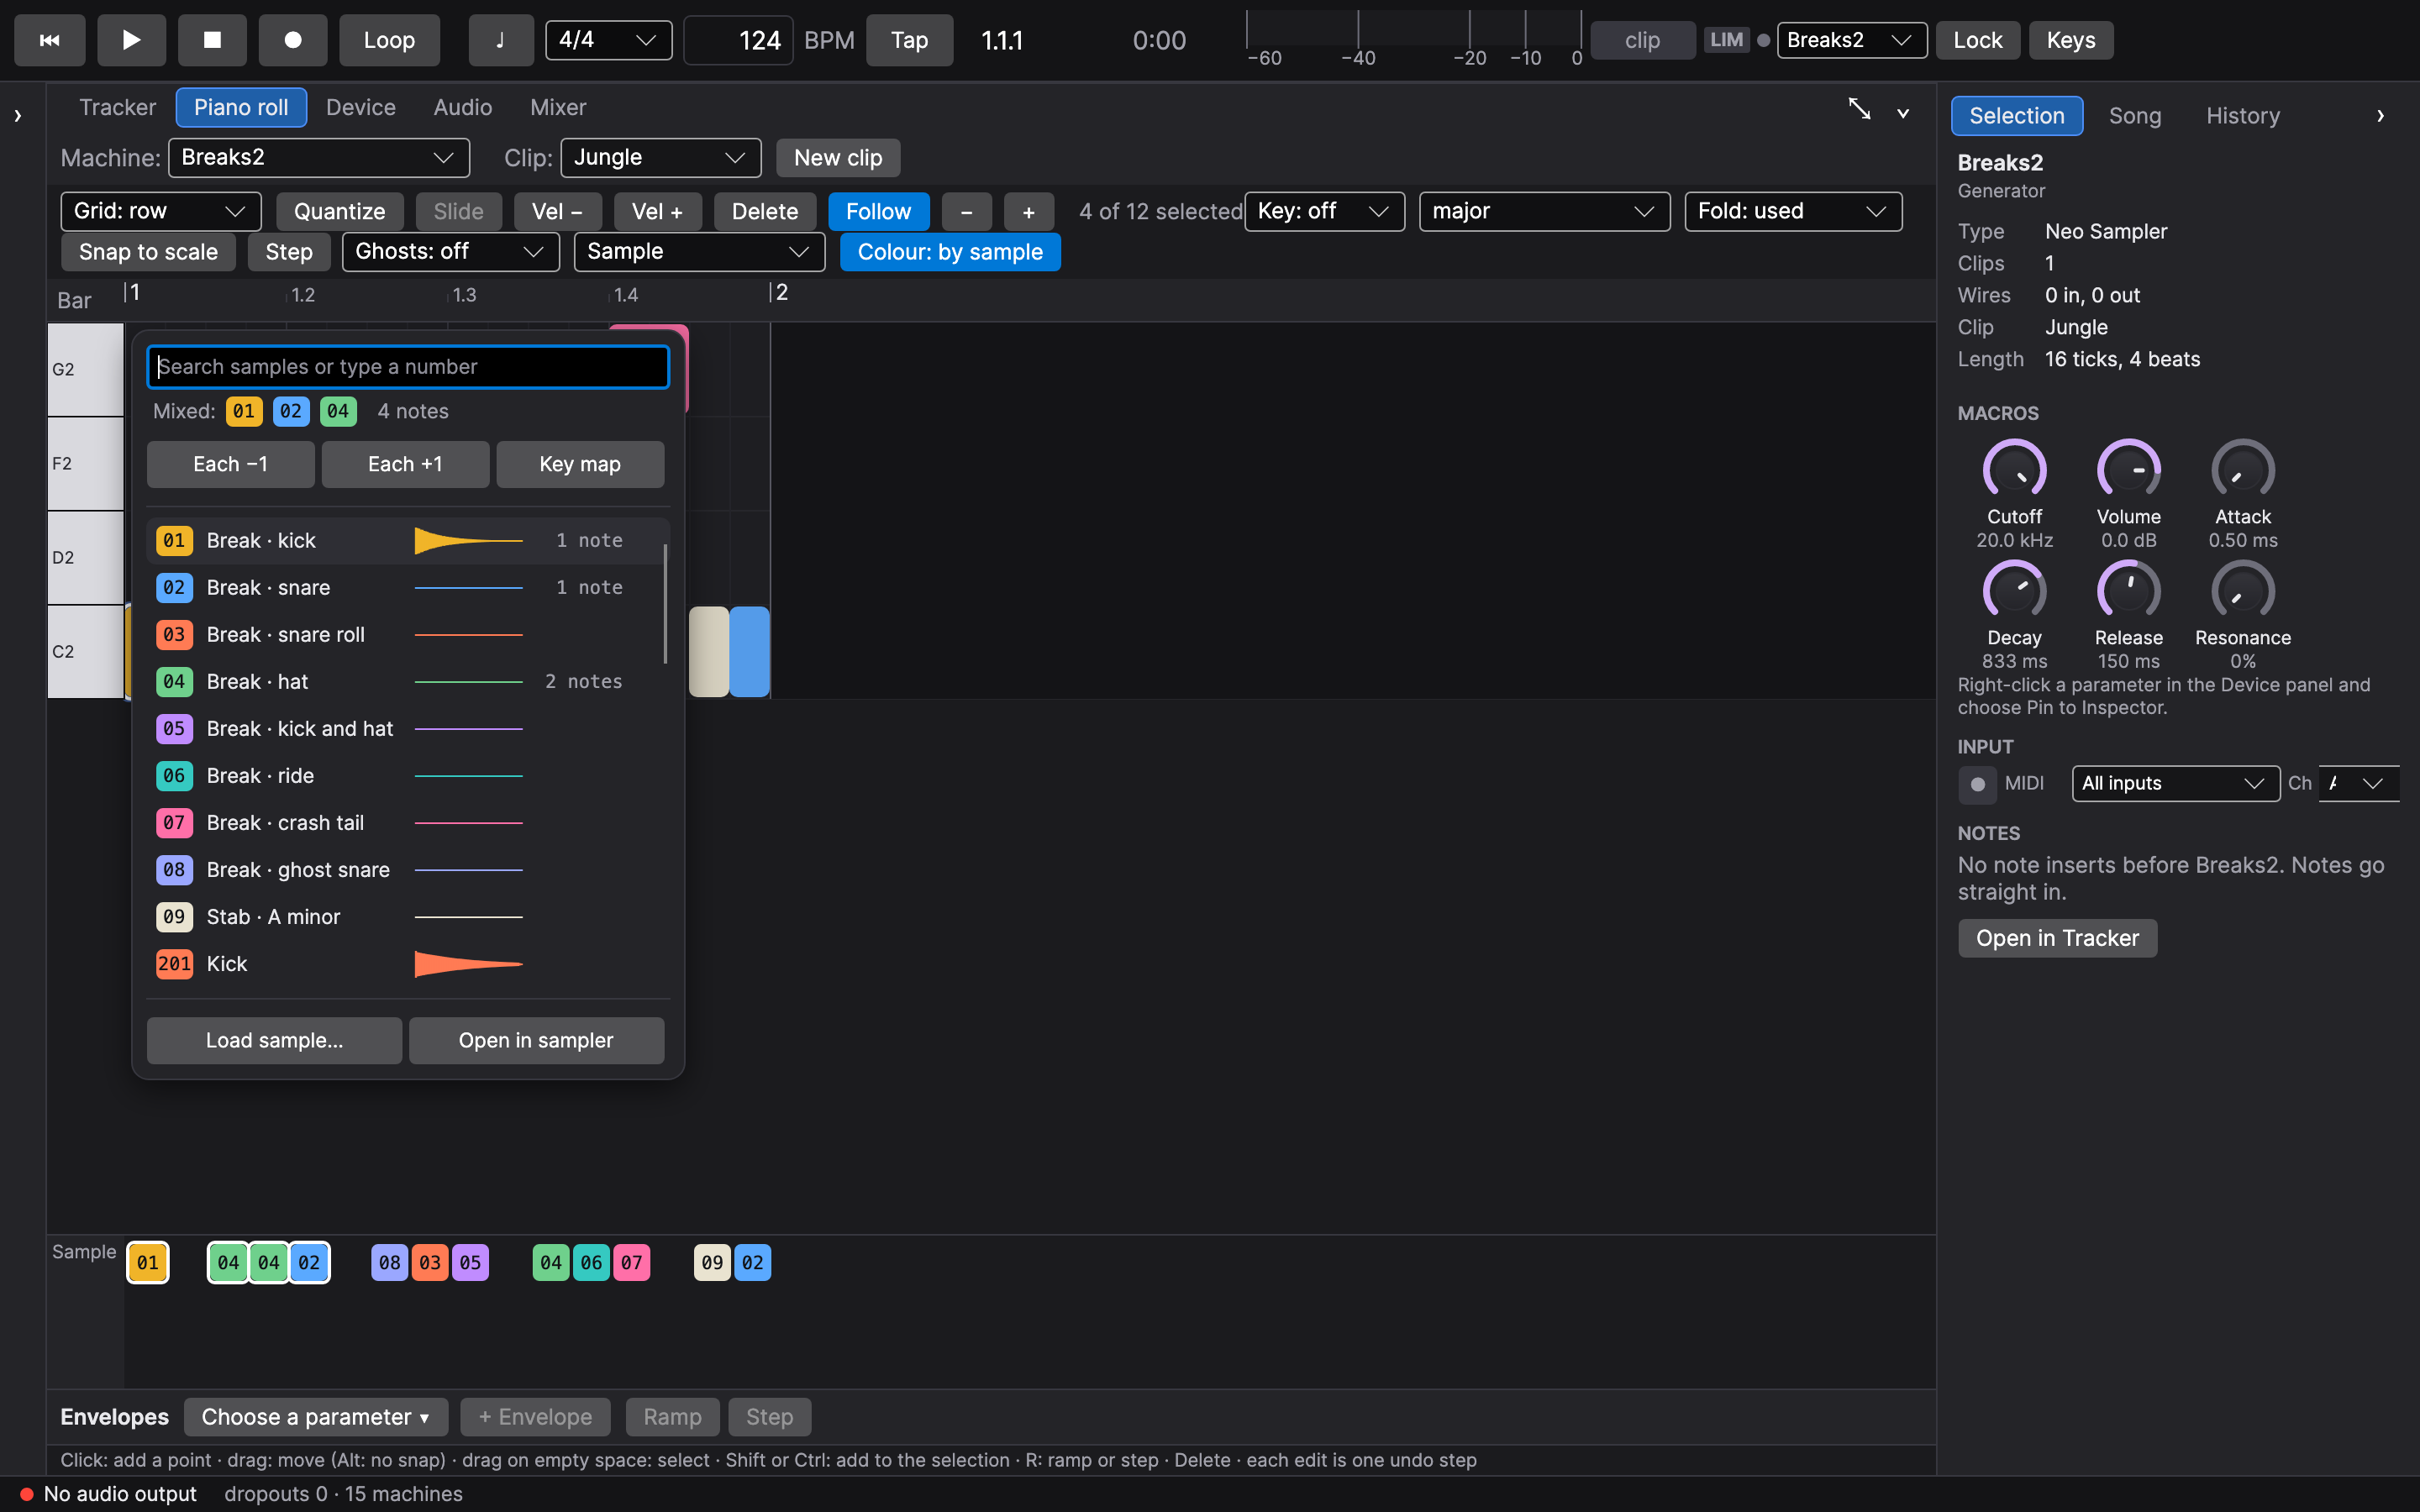 Loop 4/4 124 BPM Tap 1.1.1 0:00 −60 −40 −20 −10 0 clip LIM Breaks2 Lock Keys
Tracker Piano roll Device Audio Mixer
Machine: Breaks2 Clip: Jungle New clip
Grid: row Quantize Slide Vel − Vel + Delete Follow − + 4 of 12 selected Key: off major Fold: used
Snap to scale Step Ghosts: off Sample Colour: by sample
Bar 1 1.2 1.3 1.4 2
G2
F2
D2
C2
Search samples or type a number
Mixed: 01 02 04 4 notes
Each −1 Each +1 Key map
01 Break · kick 1 note
02 Break · snare 1 note
03 Break · snare roll
04 Break · hat 2 notes
05 Break · kick and hat
06 Break · ride
07 Break · crash tail
08 Break · ghost snare
09 Stab · A minor
201 Kick
Load sample... Open in sampler
Sample 01 04 04 02 08 03 05 04 06 07 09 02
Envelopes Choose a parameter + Envelope Ramp Step
Click: add a point · drag: move (Alt: no snap) · drag on empty space: select · Shift or Ctrl: add to the selection · R: ramp or step · Delete · each edit is one undo step
No audio output dropouts 0 · 15 machines
Selection Song History
Breaks2
Generator
Type Neo Sampler
Clips 1
Wires 0 in, 0 out
Clip Jungle
Length 16 ticks, 4 beats
MACROS
Cutoff Volume Attack
20.0 kHz 0.0 dB 0.50 ms
Decay Release Resonance
833 ms 150 ms 0%
Right-click a parameter in the Device panel and
choose Pin to Inspector.
INPUT
MIDI All inputs Ch
NOTES
No note inserts before Breaks2. Notes go
straight in.
Open in Tracker